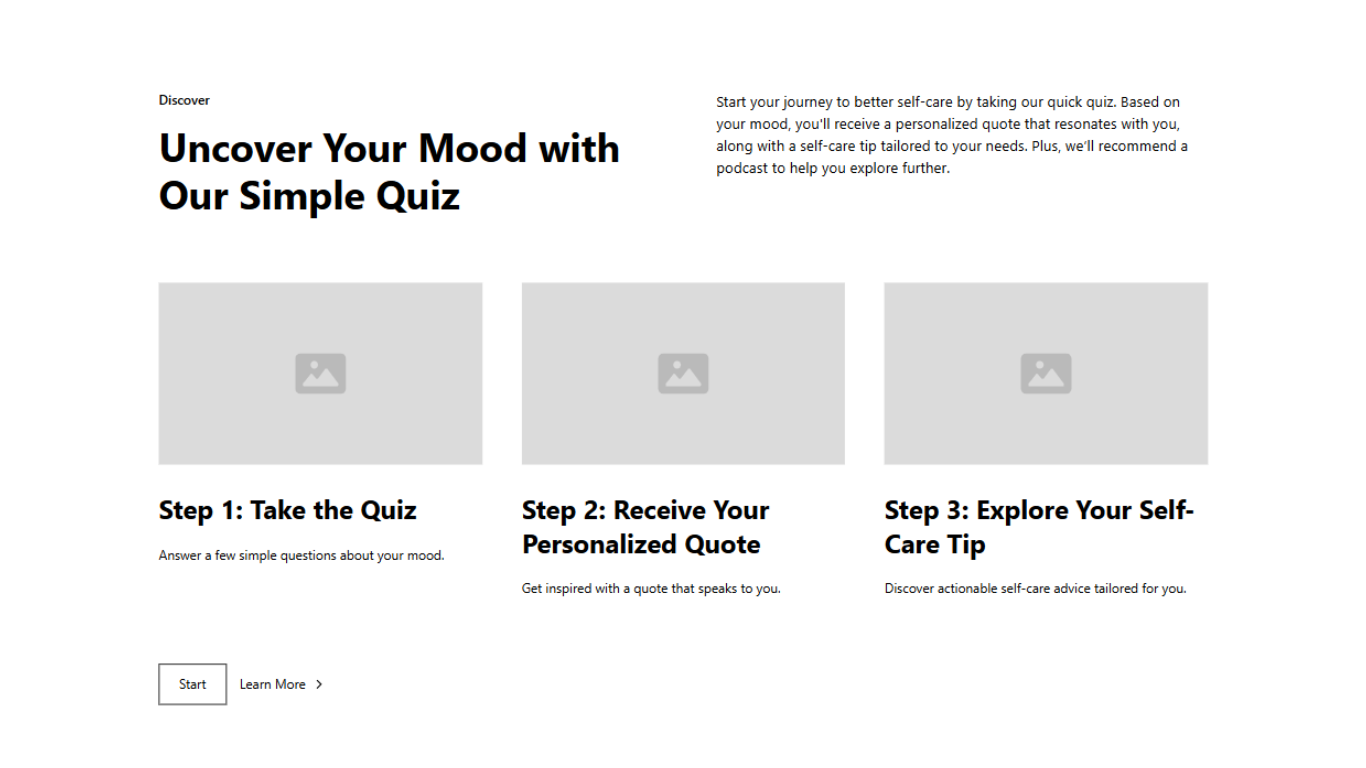 Discover
Uncover Your Mood with
Our Simple Quiz
Start your journey to better self-care by taking our quick quiz. Based on
your mood, you'll receive a personalized quote that resonates with you,
along with a self-care tip tailored to your needs. Plus, we'll recommend a
podcast to help you explore further.
Step 1: Take the Quiz
Answer a few simple questions about your mood.
Step 2: Receive Your
Personalized Quote
Get inspired with a quote that speaks to you.
Step 3: Explore Your Self-
Care Tip
Discover actionable self-care advice tailored for you.
Start
Learn More